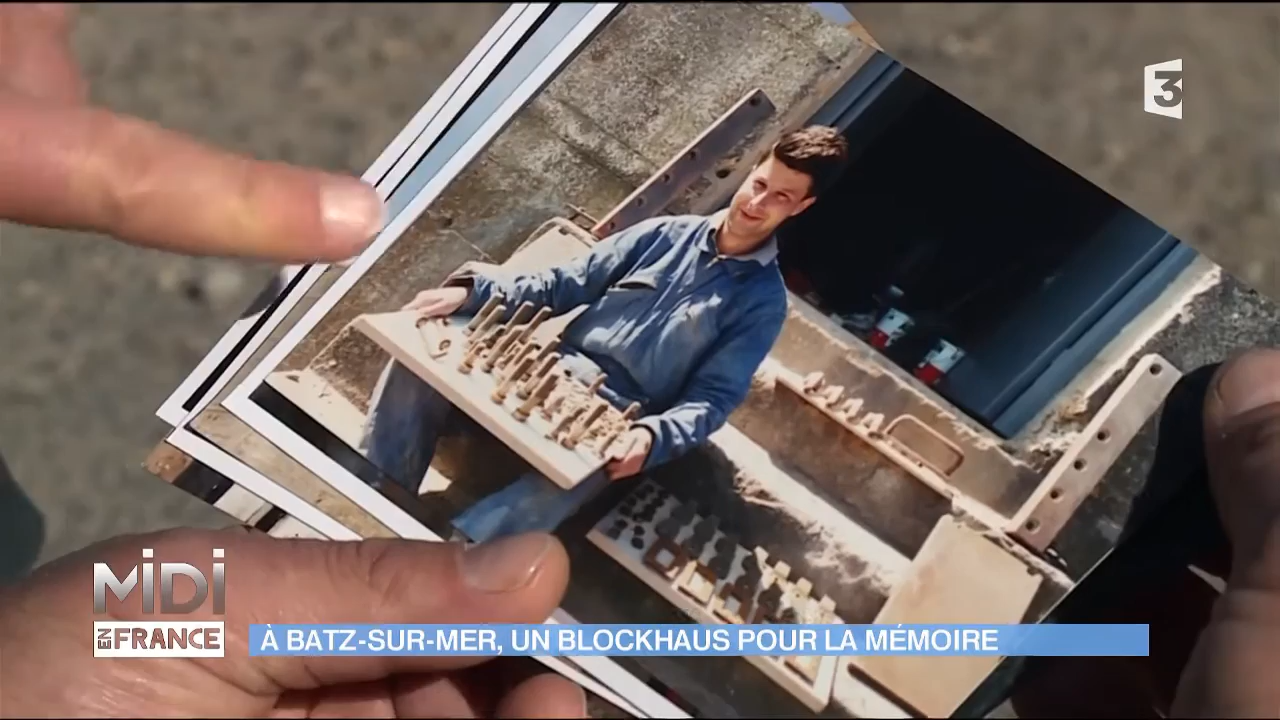 3
MiDi
EN FRANCE
À BATZ-SUR-MER, UN BLOCKHAUS POUR LA MÉMOIRE